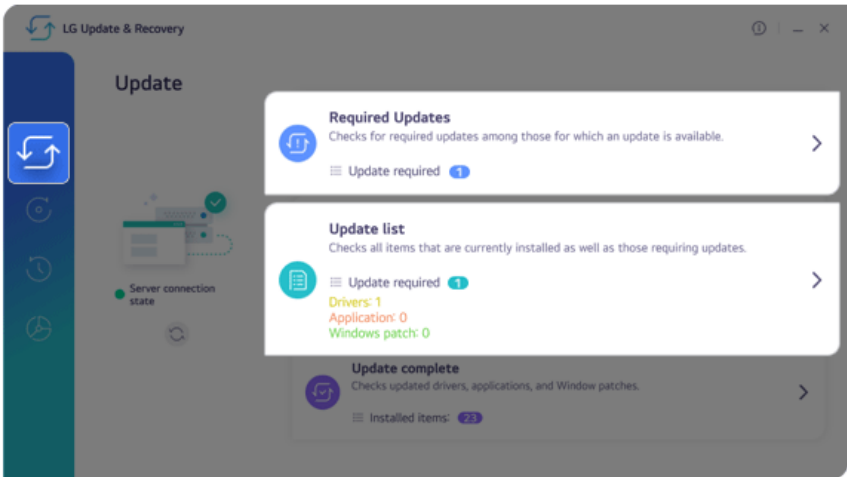 LG Update & Recovery
Update
Required Updates
Checks for required updates among those for which an update is available.
Update required 1
Update list
Checks all items that are currently installed as well as those requiring updates.
Update required 1
Drivers: 1
Application: 0
Windows patch: 0
Server connection
state
Update complete
Checks updated drivers, applications, and Window patches.
Installed items: 23